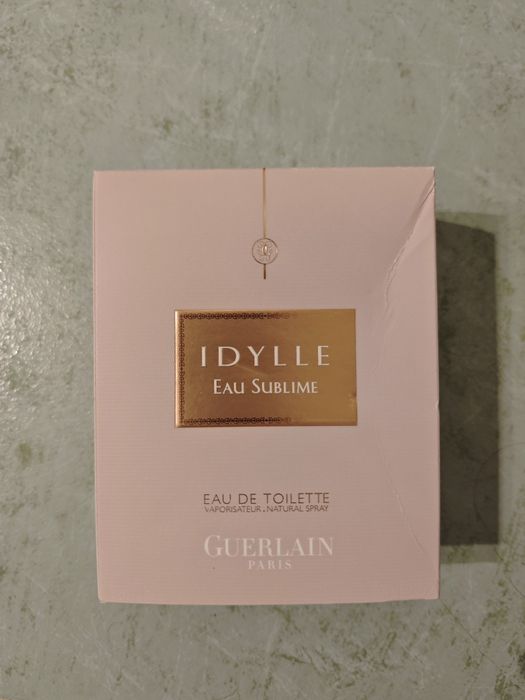 IDYLLE
EAU SUBLIME
EAU DE TOILETTE
VAPORISATEUR . NATURAL SPRAY
GUERLAIN
PARIS